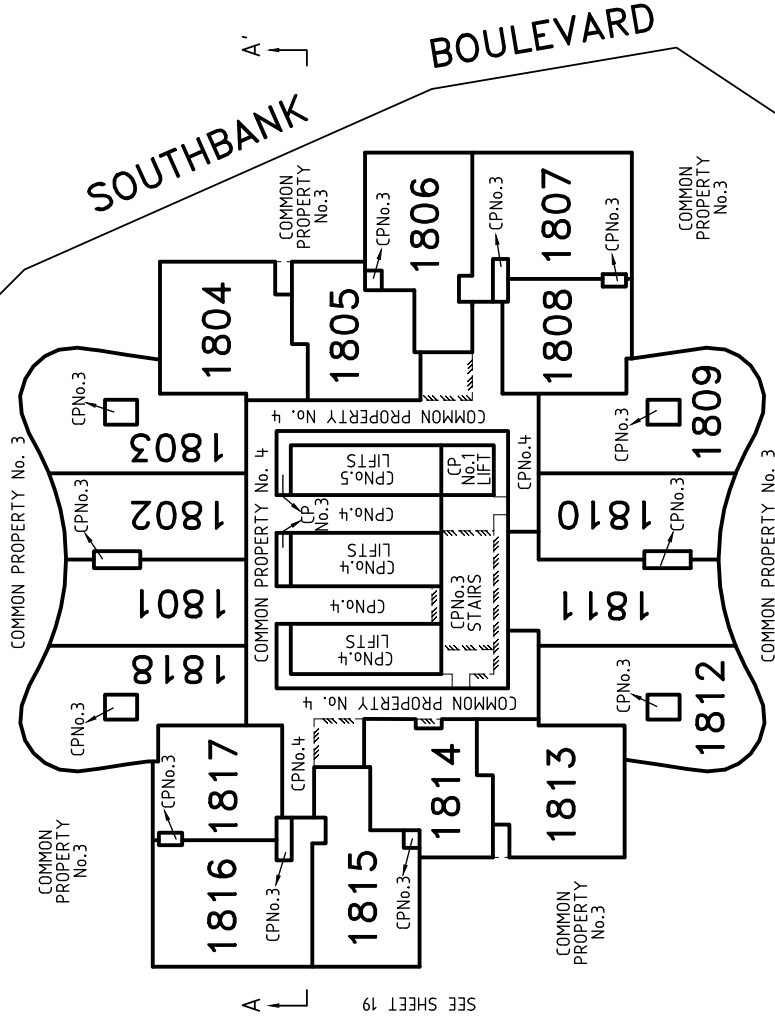 A'
BOULEVARD
SOUTHBANK
COMMON
PROPERTY
No.3
1806
CPNo.3
1807
CPNo.3
CPNo.3
COMMON
PROPERTY
No.3
1804
1805
1808
CPNo.3
1803
COMMON PROPERTY No. 4
CPNo.3
1809
COMMON PROPERTY No. 3
CPNo.3
1802
COMMON PROPERTY No. 4
CPNo.5
LIFTS
CP
No.1
LIFT
CPNo.4
CP
No.3
CPNo.4
1810
CPNo.3
COMMON PROPERTY No. 3
1801
CPNo.4
LIFTS
CPNo.4
CPNo.3
STAIRS
1811
1818
CPNo.3
CPNo.4
LIFTS
COMMON PROPERTY No. 4
CPNo.3
1812
1817
CPNo.3
CPNo.4
1814
1813
COMMON
PROPERTY
No.3
1816
CPNo.3
1815
CPNo.3
COMMON
PROPERTY
No.3
A
SEE SHEET 19